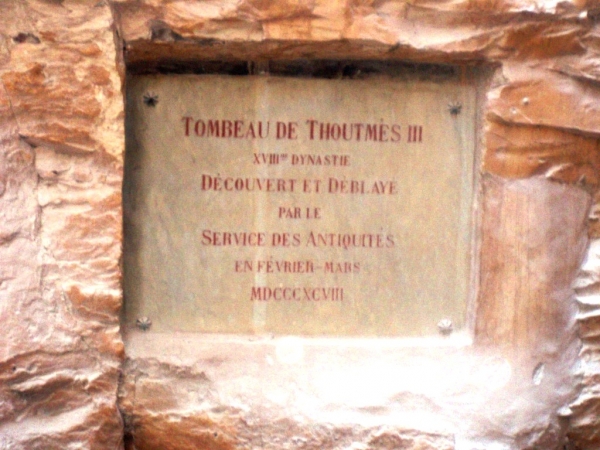 TOMBEAU DE THOUTMÈS III
XVIIIme DYNASTIE
DÉCOUVERT ET DÉBLAYÉ
PAR LE
SERVICE DES ANTIQUITÉS
EN FÉVRIER-MARS
MDCCCXCVIII